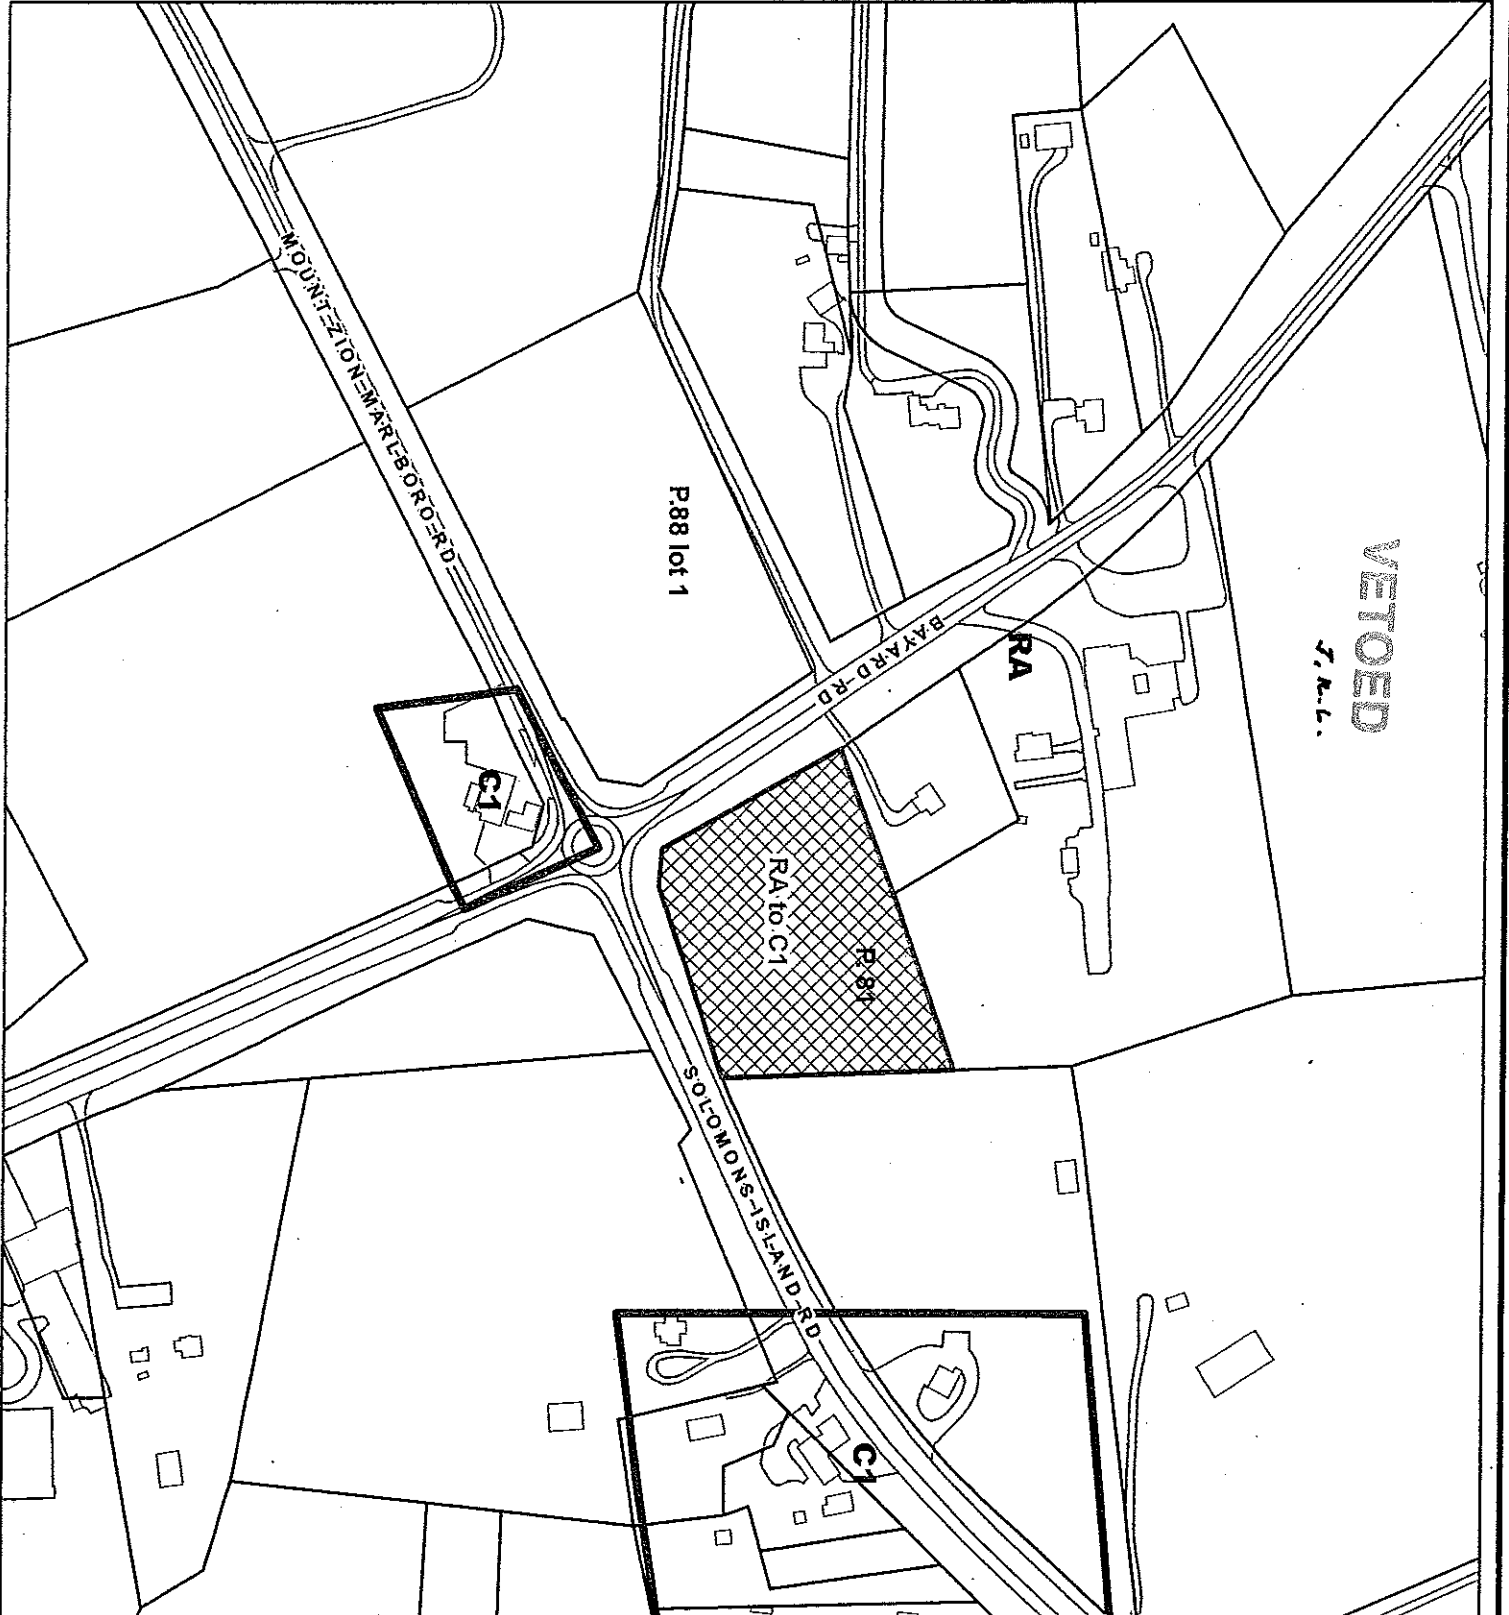 VETOED
J.K.L.
MOUNT ZION MARLBORO RD
P.88 lot 1
BAYARD RD
RA
C1
RA to C1
P. 81
SOLOMONS ISLAND RD
C1